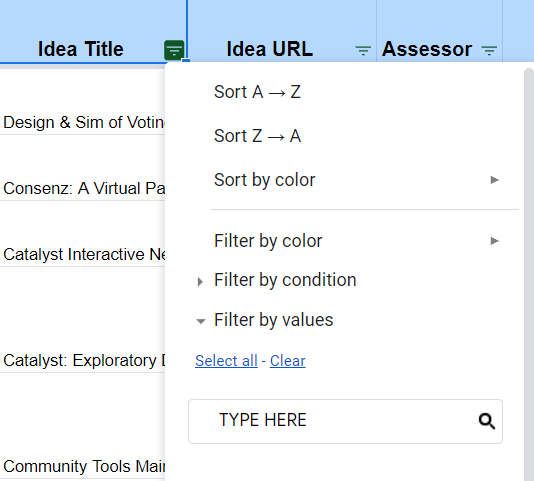 Idea Title Idea URL Assessor
Sort A → Z
Design & Sim of Votin
Sort Z → A
Consenz: A Virtual Pa
Sort by color
Catalyst Interactive Ne
Filter by color
Filter by condition
Filter by values
Catalyst: Exploratory D
Select all - Clear
TYPE HERE
Community Tools Mai